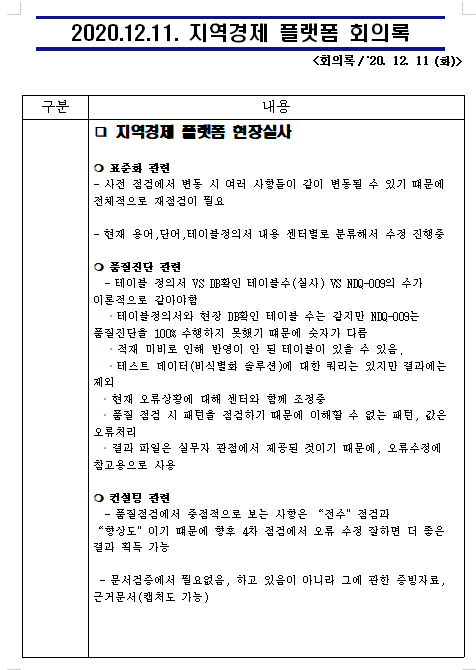 2020.12.11. 지역경제 플랫폼 회의록
<회의록/'20. 12. 11 (화)>
구분 내용
□ 지역경제 플랫폼 현장실사
○ 표준화 관련
- 사전 점검에서 변동 시 여러 사항들이 같이 변동될 수 있기 때문에
전체적으로 재점검이 필요
- 현재 용어,단어,테이블정의서 내용 센터별로 분류해서 수정 진행중
○ 품질진단 관련
- 테이블 정의서 VS DB확인 테이블수(실사) VS NDQ-009의 수가
이론적으로 같아야함
·테이블정의서와 현장 DB확인 테이블 수는 같지만 NDQ-009는
품질진단을 100% 수행하지 못했기 때문에 숫자가 다름
·적재 미비로 인해 반영이 안 된 테이블이 있을 수 있음.
·테스트 데이터(비식별화 솔루션)에 대한 쿼리는 있지만 결과에는
제외
·현재 오류상황에 대해 센터와 함께 조정중
·품질 점검 시 패턴을 점검하기 때문에 이해할 수 없는 패턴, 값은
오류처리
·결과 파일은 실무자 관점에서 제공될 것이기 때문에, 오류수정에
참고용으로 사용
○ 컨설팅 관련
- 품질점검에서 중점적으로 보는 사항은 “전수” 점검과
“향상도”이기 때문에 향후 4차 점검에서 오류 수정 잘하면 더 좋은
결과 획득 가능
- 문서검증에서 필요없음, 하고 있음이 아니라 그에 관한 증빙자료,
근거문서(캡쳐도 가능)